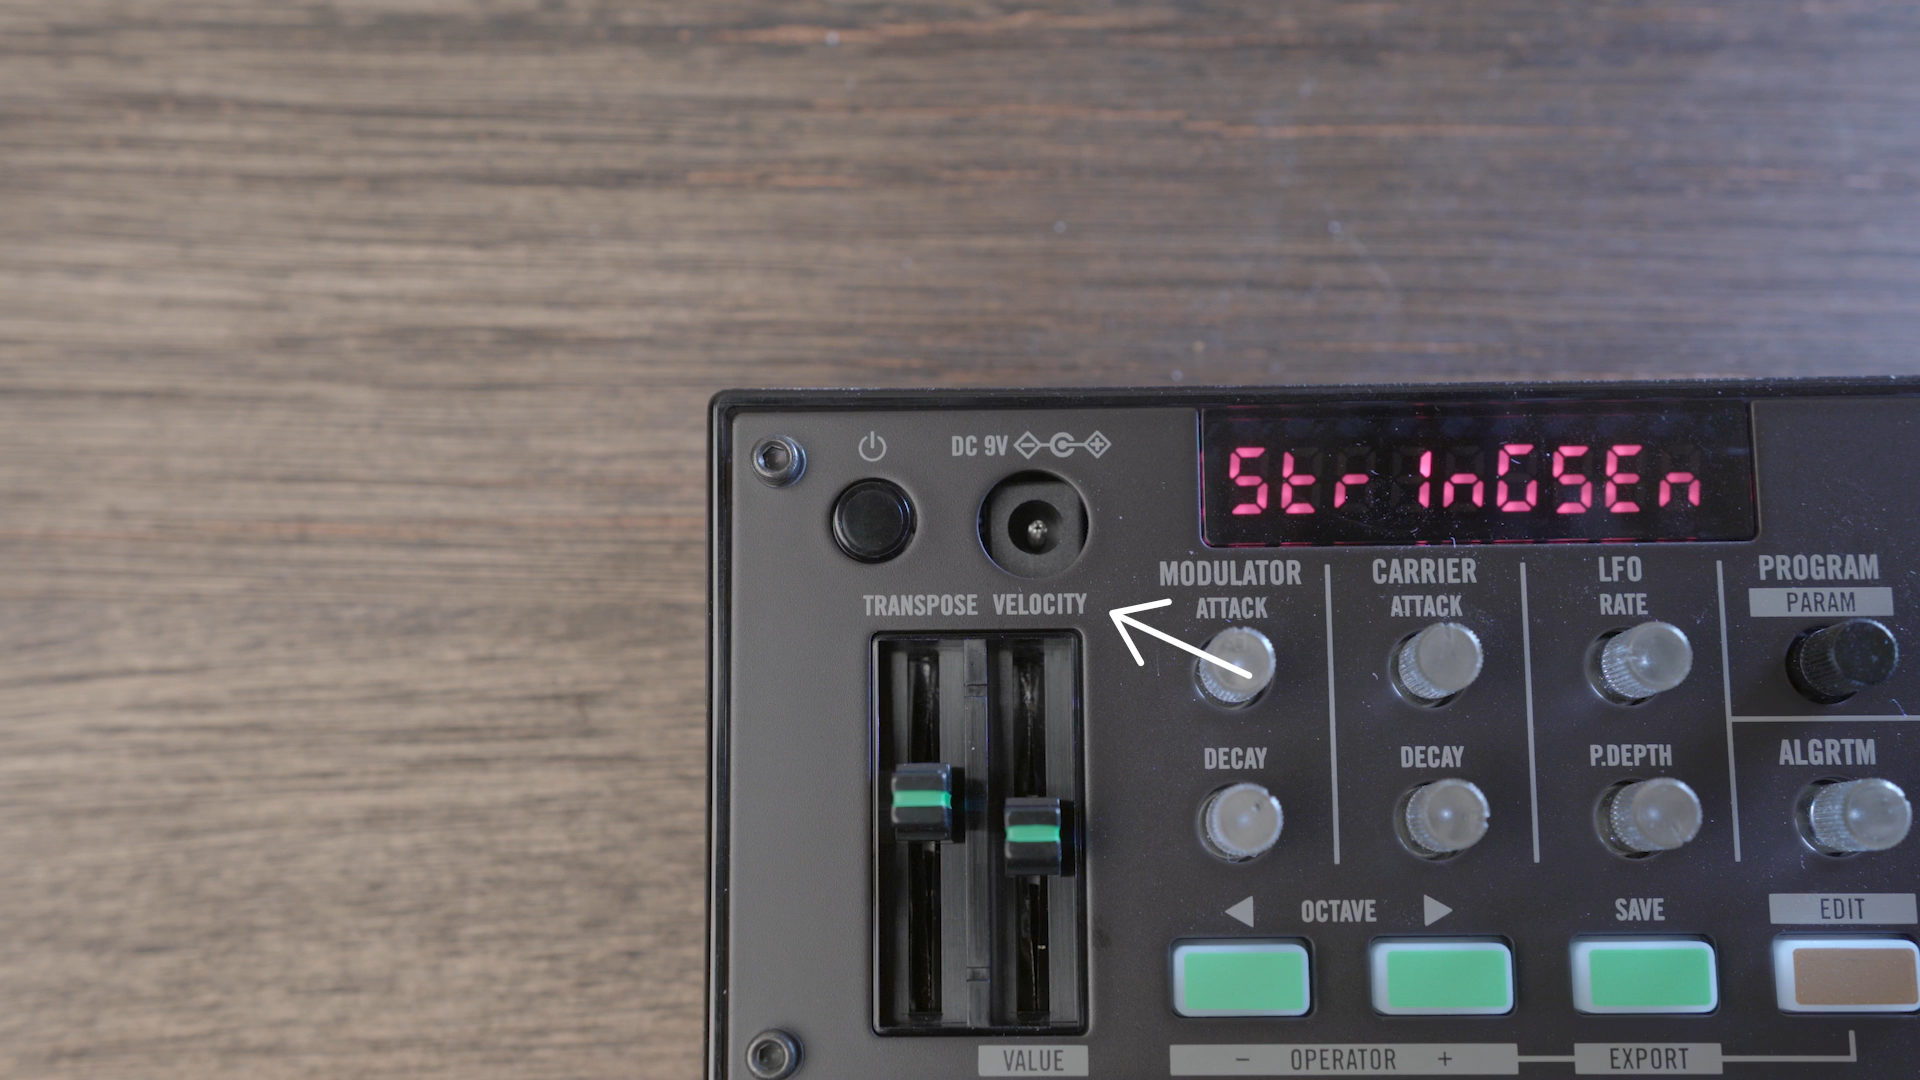 DC 9V
Str1nGSEn
MODULATOR CARRIER LFO PROGRAM
ATTACK ATTACK RATE PARAM
TRANSPOSE VELOCITY
DECAY DECAY P.DEPTH ALGRTM
OCTAVE SAVE EDIT
VALUE - OPERATOR + EXPORT